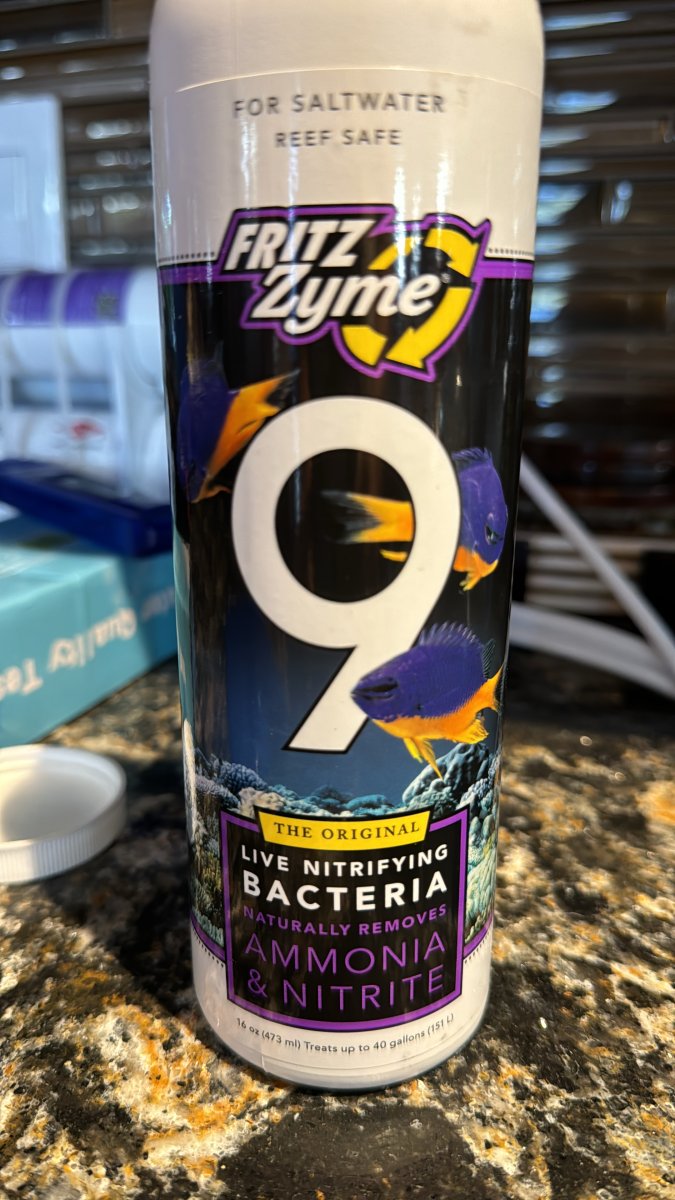 FOR SALTWATER
REEF SAFE
FRITZ
Zyme®
9
THE ORIGINAL
LIVE NITRIFYING
BACTERIA
NATURALLY REMOVES
AMMONIA
& NITRITE
16 oz (473 ml) Treats up to 40 gallons (151 L)
Quality